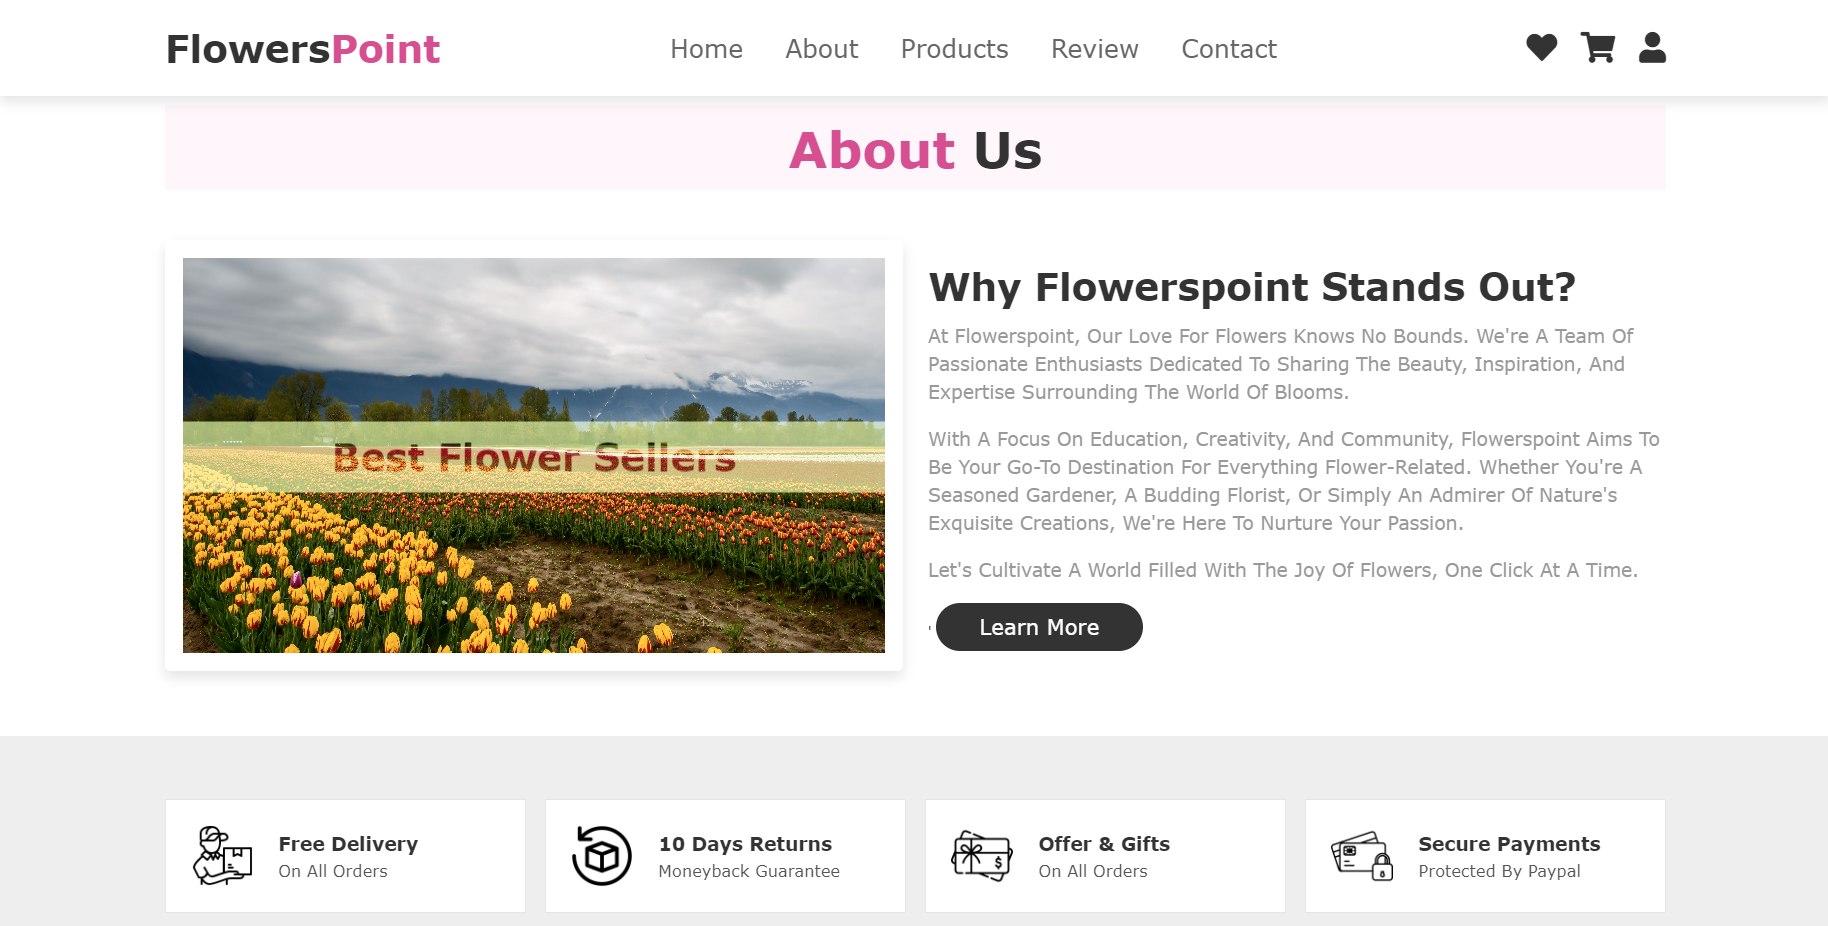 FlowersPoint
Home About Products Review Contact
About Us
Best Flower Sellers
Why Flowerspoint Stands Out?
At Flowerspoint, Our Love For Flowers Knows No Bounds. We're A Team Of
Passionate Enthusiasts Dedicated To Sharing The Beauty, Inspiration, And
Expertise Surrounding The World Of Blooms.
With A Focus On Education, Creativity, And Community, Flowerspoint Aims To
Be Your Go-To Destination For Everything Flower-Related. Whether You're A
Seasoned Gardener, A Budding Florist, Or Simply An Admirer Of Nature's
Exquisite Creations, We're Here To Nurture Your Passion.
Let's Cultivate A World Filled With The Joy Of Flowers, One Click At A Time.
' Learn More
Free Delivery
On All Orders
10 Days Returns
Moneyback Guarantee
Offer & Gifts
On All Orders
Secure Payments
Protected By Paypal